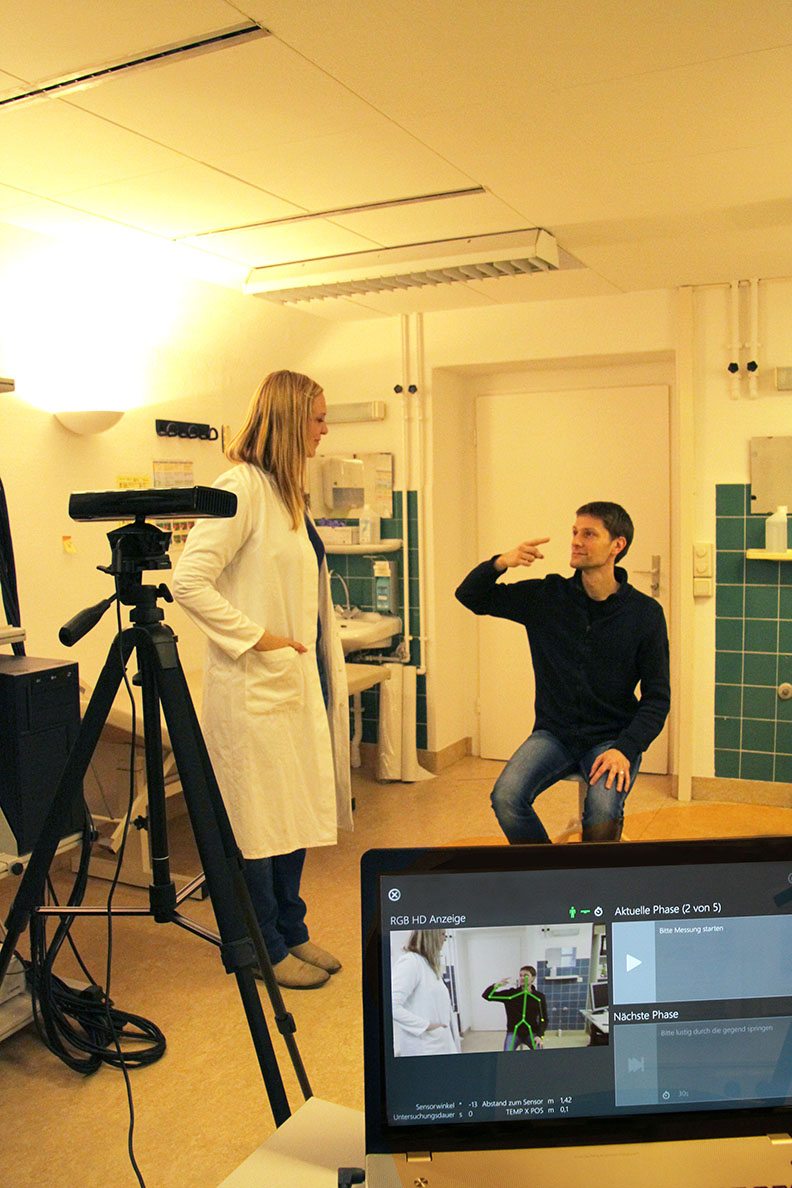 RGB HD Anzeige
Aktuelle Phase (2 von 5)
Bitte Messung starten
Nächste Phase
Bitte lustig durch die gegend springen
30s
Sensorwinkel ° -13 Abstand zum Sensor m 1,42
Untersuchungsdauer s 0 TEMP X POS m 0,1